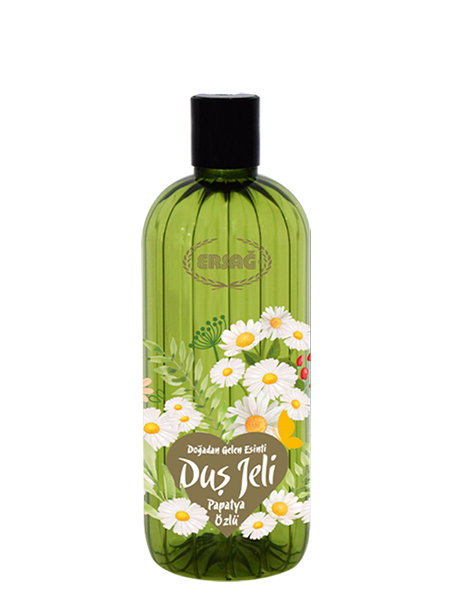 ERSAĞ
Doğadan Gelen Esinti
Duş Jeli
Papatya
Özlü